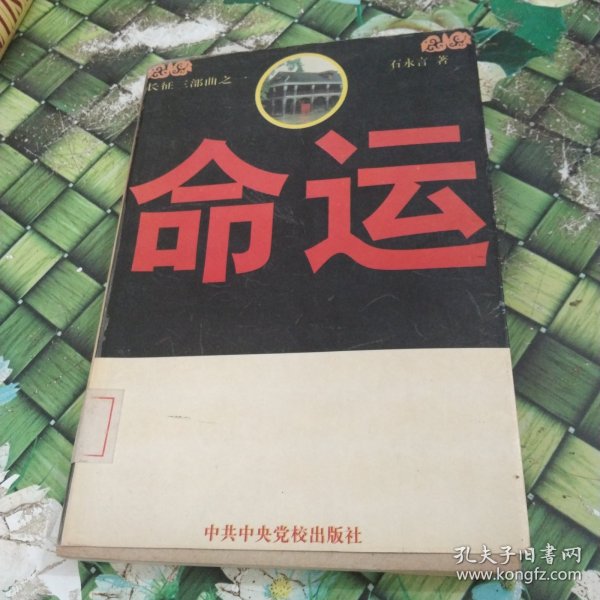 长征三部曲之一
石永言 著
命运
中共中央党校出版社
孔夫子旧书网
www.kongfz.com